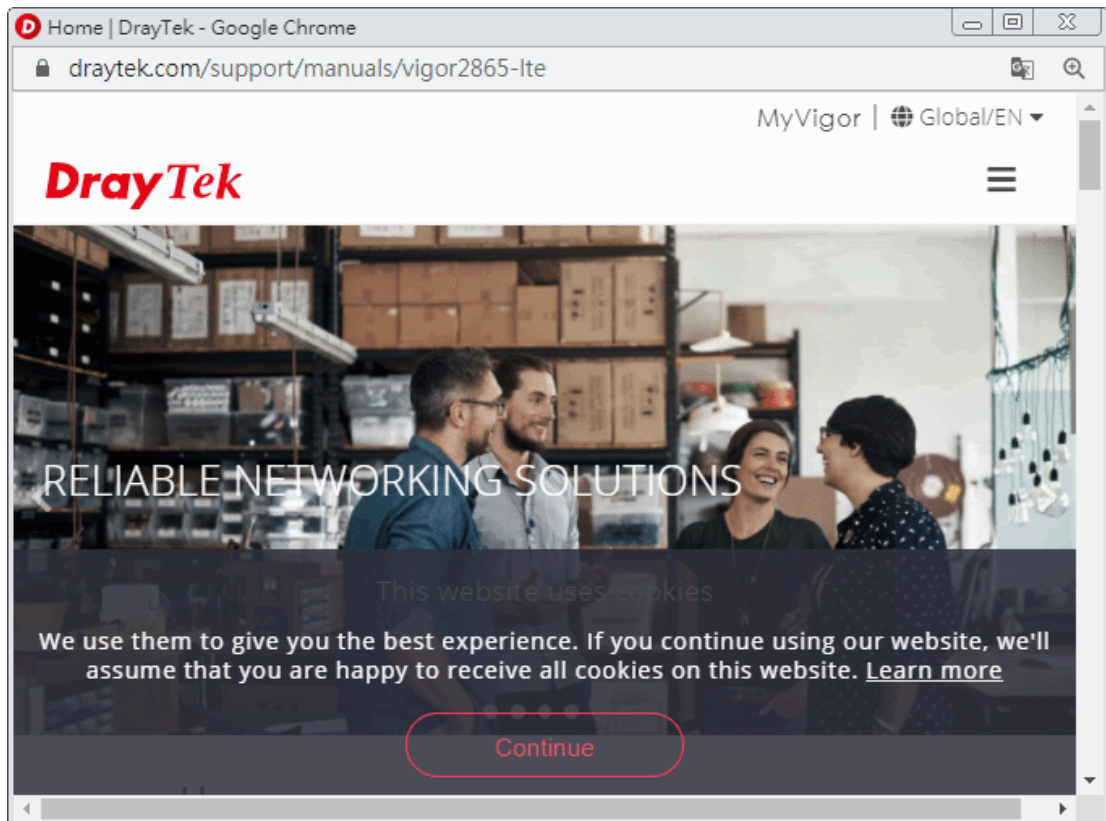 Home | DrayTek - Google Chrome
draytek.com/support/manuals/vigor2865-lte
MyVigor | Global/EN
DrayTek
RELIABLE NETWORKING SOLUTIONS
This website uses cookies
We use them to give you the best experience. If you continue using our website, we'll
assume that you are happy to receive all cookies on this website. Learn more
Continue